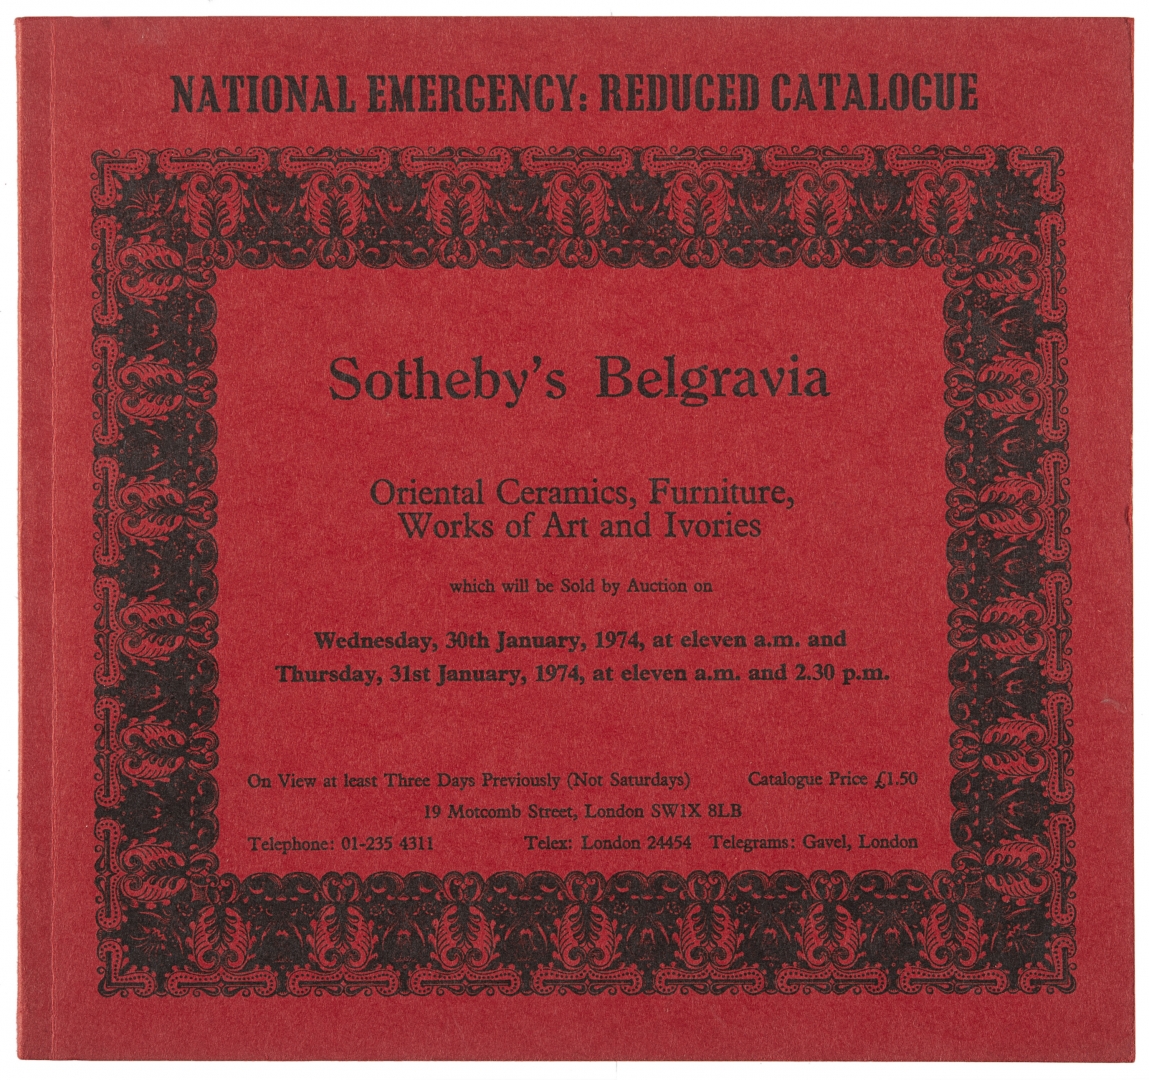 NATIONAL EMERGENCY: REDUCED CATALOGUE
Sotheby's Belgravia
Oriental Ceramics, Furniture,
Works of Art and Ivories
which will be Sold by Auction on
Wednesday, 30th January, 1974, at eleven a.m. and
Thursday, 31st January, 1974, at eleven a.m. and 2.30 p.m.
On View at least Three Days Previously (Not Saturdays) Catalogue Price £1.50
19 Motcomb Street, London SW1X 8LB
Telephone: 01-235 4311 Telex: London 24454 Telegrams: Gavel, London